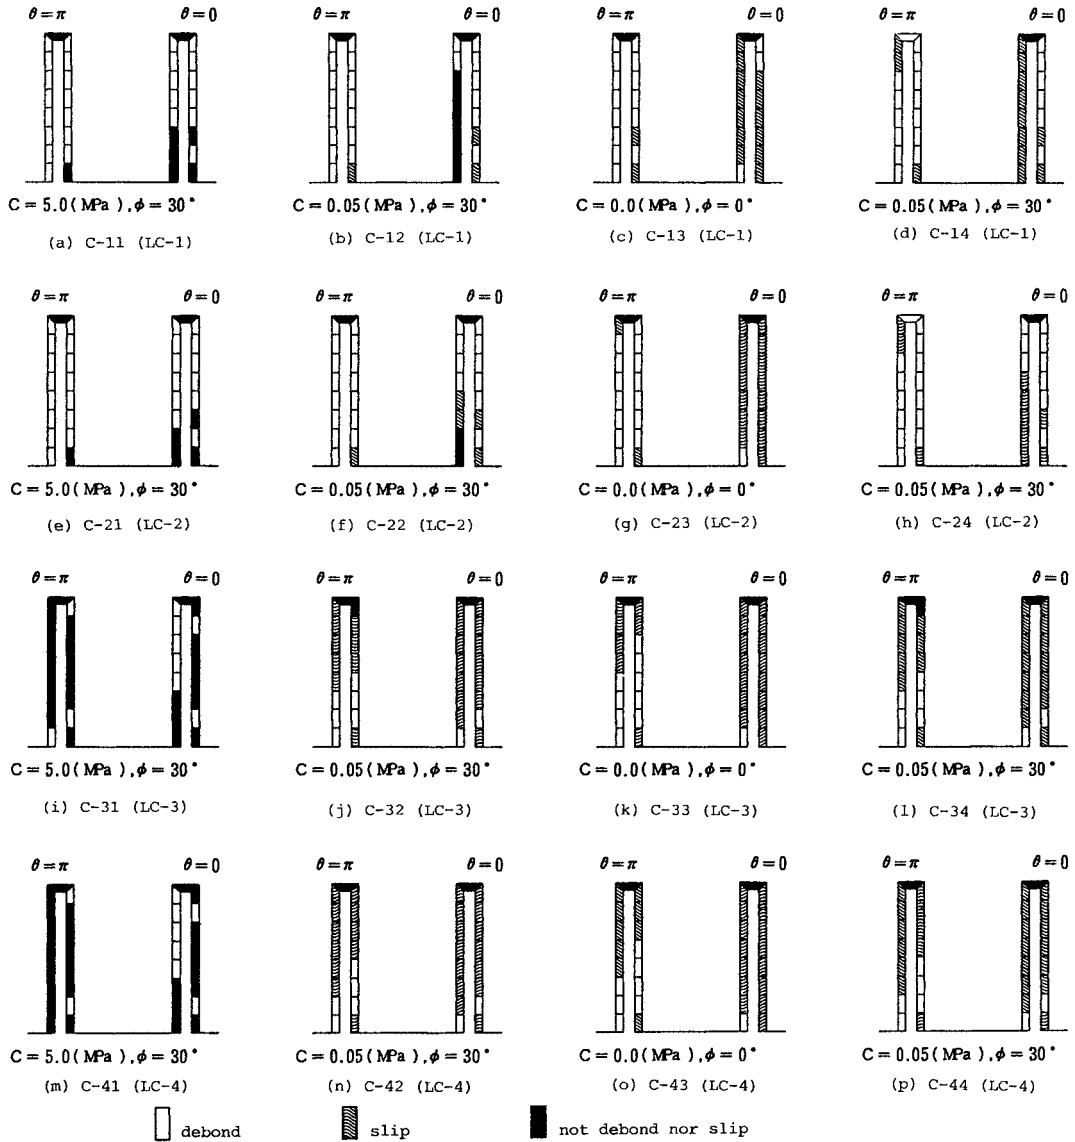 θ = π θ = 0 θ = π θ = 0 θ = π θ = 0 θ = π θ = 0
C = 5.0 (MPa), ϕ = 30° C = 0.05 (MPa), ϕ = 30° C = 0.0 (MPa), ϕ = 0° C = 0.05 (MPa), ϕ = 30°
(a) C-11 (LC-1) (b) C-12 (LC-1) (c) C-13 (LC-1) (d) C-14 (LC-1)
θ = π θ = 0 θ = π θ = 0 θ = π θ = 0 θ = π θ = 0
C = 5.0 (MPa), ϕ = 30° C = 0.05 (MPa), ϕ = 30° C = 0.0 (MPa), ϕ = 0° C = 0.05 (MPa), ϕ = 30°
(e) C-21 (LC-2) (f) C-22 (LC-2) (g) C-23 (LC-2) (h) C-24 (LC-2)
θ = π θ = 0 θ = π θ = 0 θ = π θ = 0 θ = π θ = 0
C = 5.0 (MPa), ϕ = 30° C = 0.05 (MPa), ϕ = 30° C = 0.0 (MPa), ϕ = 0° C = 0.05 (MPa), ϕ = 30°
(i) C-31 (LC-3) (j) C-32 (LC-3) (k) C-33 (LC-3) (l) C-34 (LC-3)
θ = π θ = 0 θ = π θ = 0 θ = π θ = 0 θ = π θ = 0
C = 5.0 (MPa), ϕ = 30° C = 0.05 (MPa), ϕ = 30° C = 0.0 (MPa), ϕ = 0° C = 0.05 (MPa), ϕ = 30°
(m) C-41 (LC-4) (n) C-42 (LC-4) (o) C-43 (LC-4) (p) C-44 (LC-4)
debond slip not debond nor slip